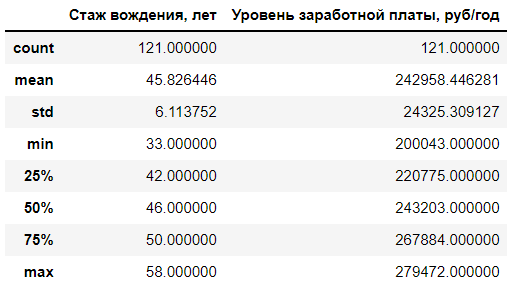 Стаж вождения, лет Уровень заработной платы, руб/год
count 121.000000 121.000000
mean 45.826446 242958.446281
std 6.113752 24325.309127
min 33.000000 200043.000000
25% 42.000000 220775.000000
50% 46.000000 243203.000000
75% 50.000000 267884.000000
max 58.000000 279472.000000